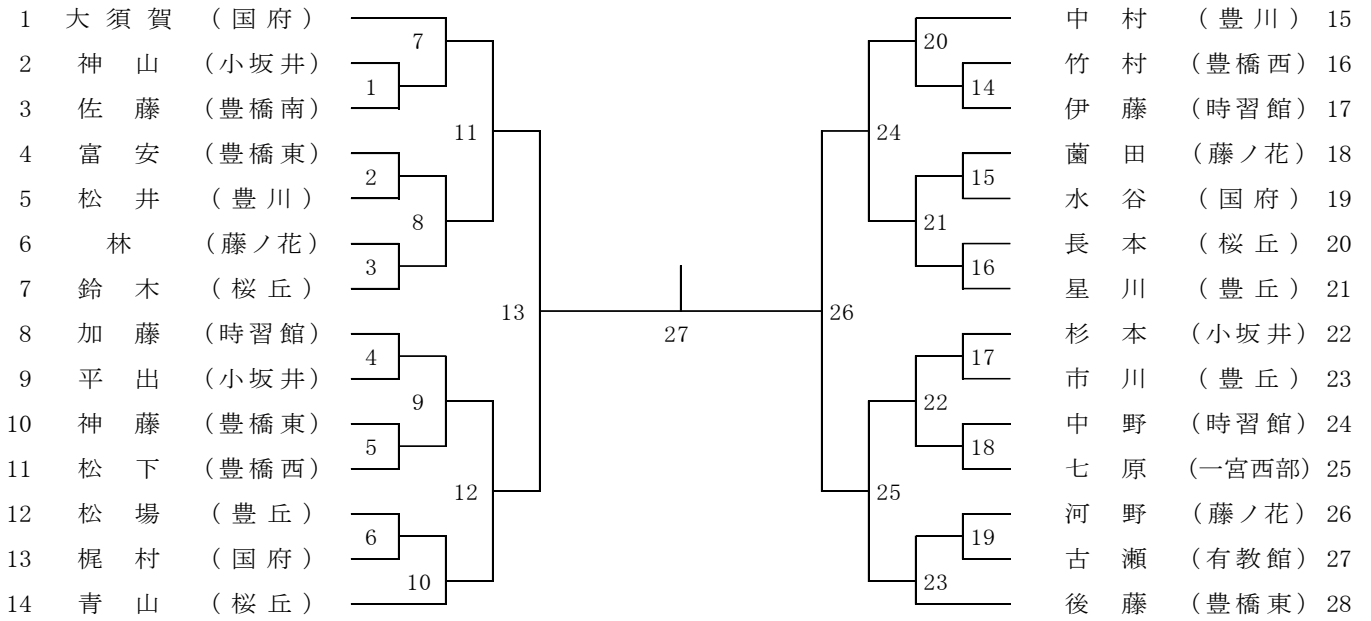 1 大須賀 (国府)
2 神山 (小坂井)
3 佐藤 (豊橋南)
4 富安 (豊橋東)
5 松井 (豊川)
6 林 (藤ノ花)
7 鈴木 (桜丘)
8 加藤 (時習館)
9 平出 (小坂井)
10 神藤 (豊橋東)
11 松下 (豊橋西)
12 松場 (豊丘)
13 梶村 (国府)
14 青山 (桜丘)
7
1
11
2
8
3
13
4
9
5
12
6
10
27
20
14
24
15
21
16
26
17
22
18
25
19
23
中村 (豊川) 15
竹村 (豊橋西) 16
伊藤 (時習館) 17
薗田 (藤ノ花) 18
水谷 (国府) 19
長本 (桜丘) 20
星川 (豊丘) 21
杉本 (小坂井) 22
市川 (豊丘) 23
中野 (時習館) 24
七原 (一宮西部) 25
河野 (藤ノ花) 26
古瀬 (有教館) 27
後藤 (豊橋東) 28